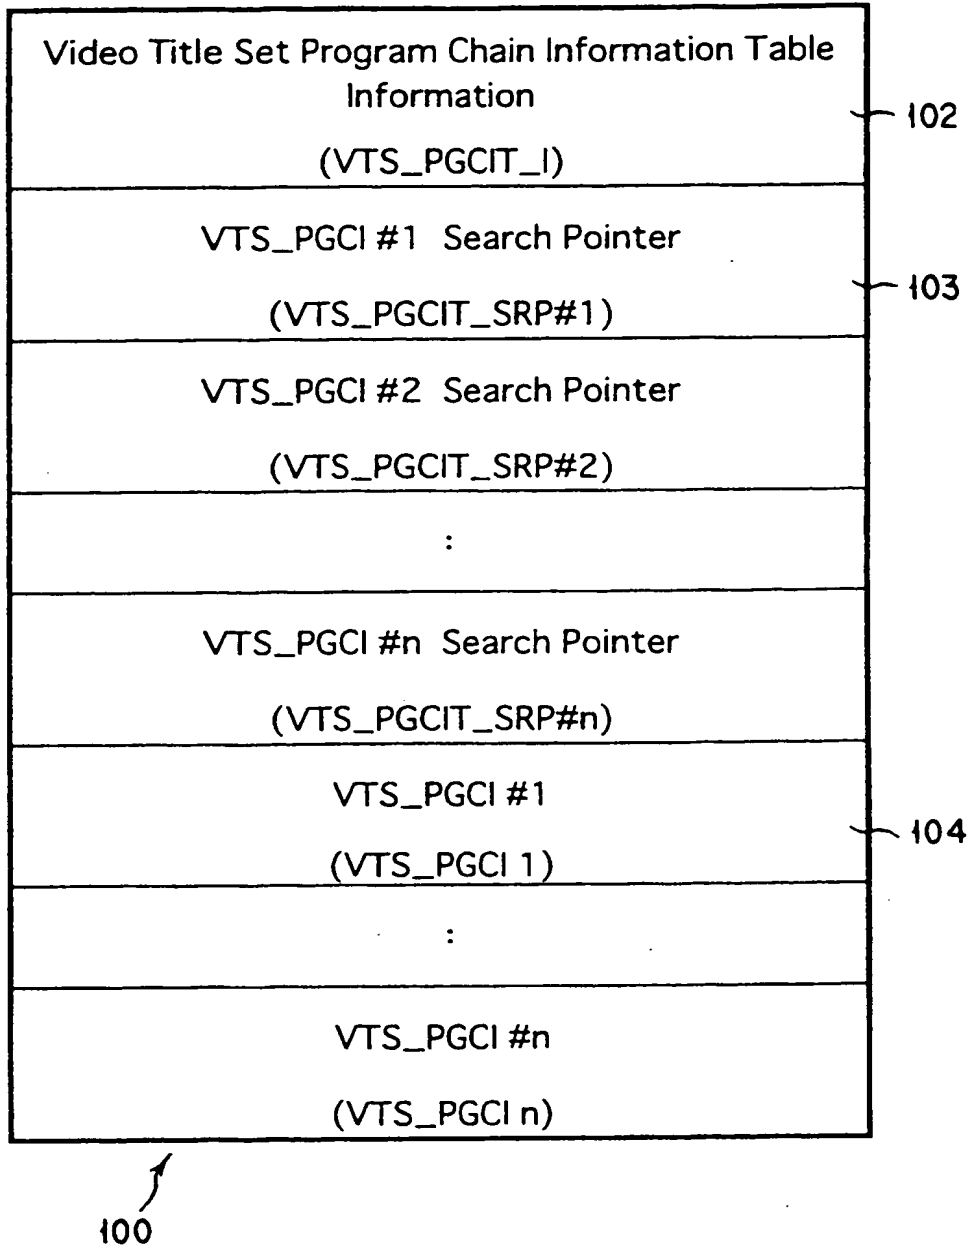 Video Title Set Program Chain Information Table
Information
(VTS_PGCIT_I)
102
VTS_PGCI #1 Search Pointer
(VTS_PGCIT_SRP#1)
103
VTS_PGCI #2 Search Pointer
(VTS_PGCIT_SRP#2)
:
VTS_PGCI #n Search Pointer
(VTS_PGCIT_SRP#n)
VTS_PGCI #1
(VTS_PGCI 1)
104
:
VTS_PGCI #n
(VTS_PGCI n)
100